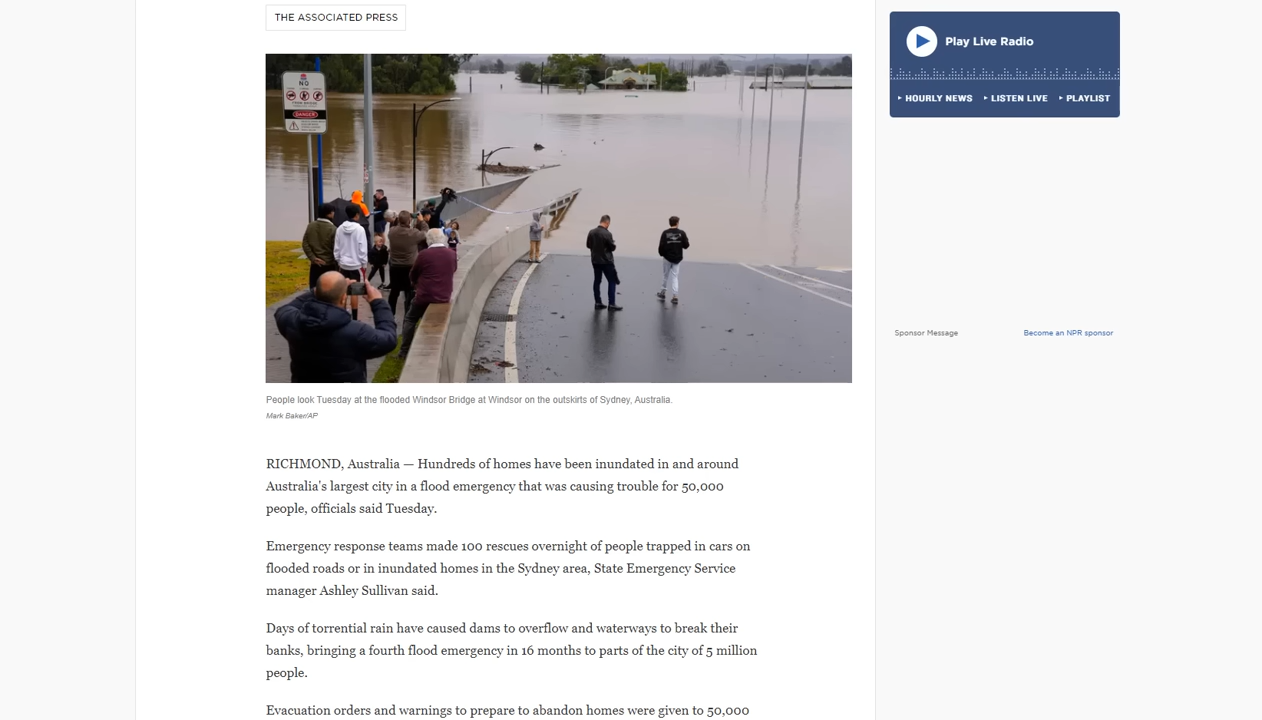 THE ASSOCIATED PRESS
NO
DANGER
People look Tuesday at the flooded Windsor Bridge at Windsor on the outskirts of Sydney, Australia.
Mark Baker/AP
RICHMOND, Australia — Hundreds of homes have been inundated in and around
Australia's largest city in a flood emergency that was causing trouble for 50,000
people, officials said Tuesday.
Emergency response teams made 100 rescues overnight of people trapped in cars on
flooded roads or in inundated homes in the Sydney area, State Emergency Service
manager Ashley Sullivan said.
Days of torrential rain have caused dams to overflow and waterways to break their
banks, bringing a fourth flood emergency in 16 months to parts of the city of 5 million
people.
Evacuation orders and warnings to prepare to abandon homes were given to 50,000
Play Live Radio
HOURLY NEWS LISTEN LIVE PLAYLIST
Sponsor Message Become an NPR sponsor